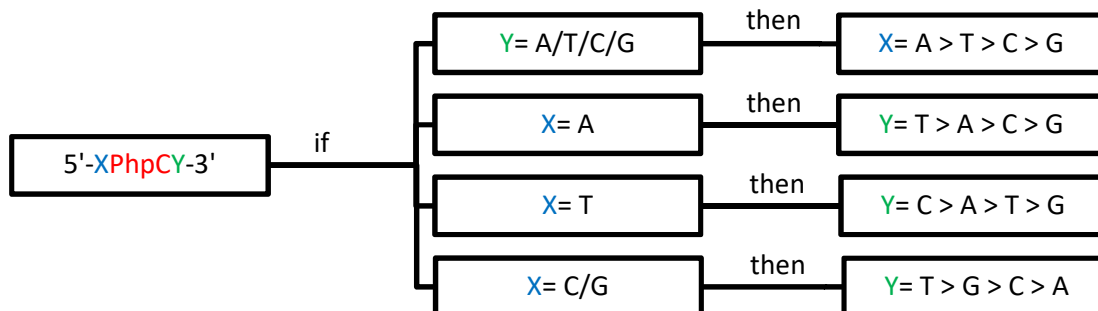 Y= A/T/C/G
then
X= A > T > C > G
X= A
then
Y= T > A > C > G
5'-XPhpCY-3'
if
X= T
then
Y= C > A > T > G
X= C/G
then
Y= T > G > C > A